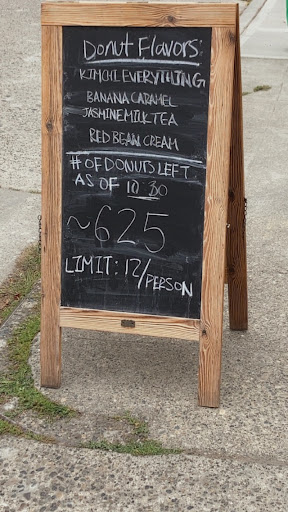 Donut Flavors:
KIMCHI EVERYTHING
BANANA CARAMEL
JASMINE MILK TEA
RED BEAN CREAM
# OF DONUTS LEFT
AS OF 10:30
~625
LIMIT: 12/PERSON